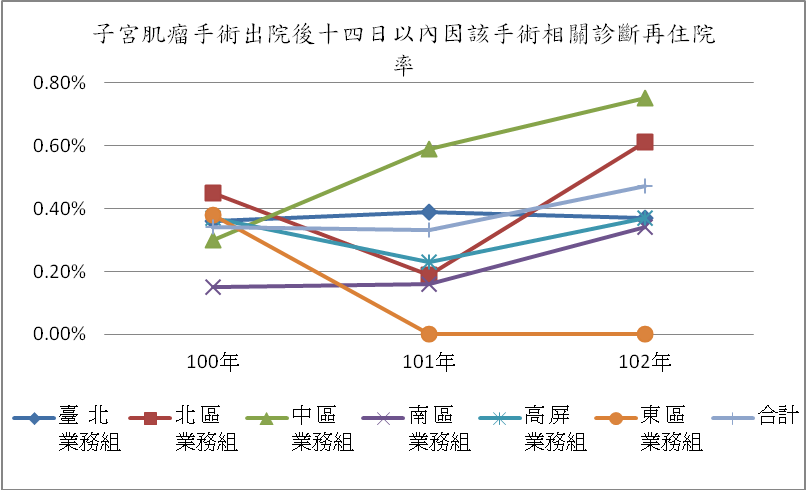 子宮肌瘤手術出院後十四日以內因該手術相關診斷再住院
率
0.80%
0.60%
0.40%
0.20%
0.00%
100年
101年
102年
臺 北
業務組
北區
業務組
中區
業務組
南區
業務組
高屏
業務組
東區
業務組
合計